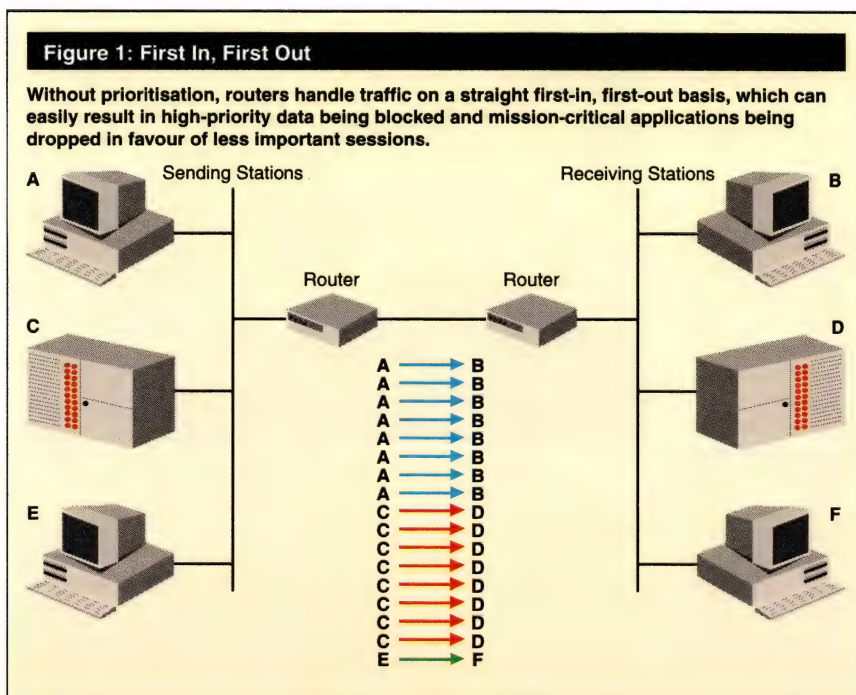 Figure 1: First In, First Out
Without prioritisation, routers handle traffic on a straight first-in, first-out basis, which can
easily result in high-priority data being blocked and mission-critical applications being
dropped in favour of less important sessions.
A
Sending Stations
Receiving Stations
B
Router
Router
C
D
A B
A B
A B
A B
A B
A B
A B
A B
C D
C D
C D
C D
C D
C D
C D
C D
E F
E
F